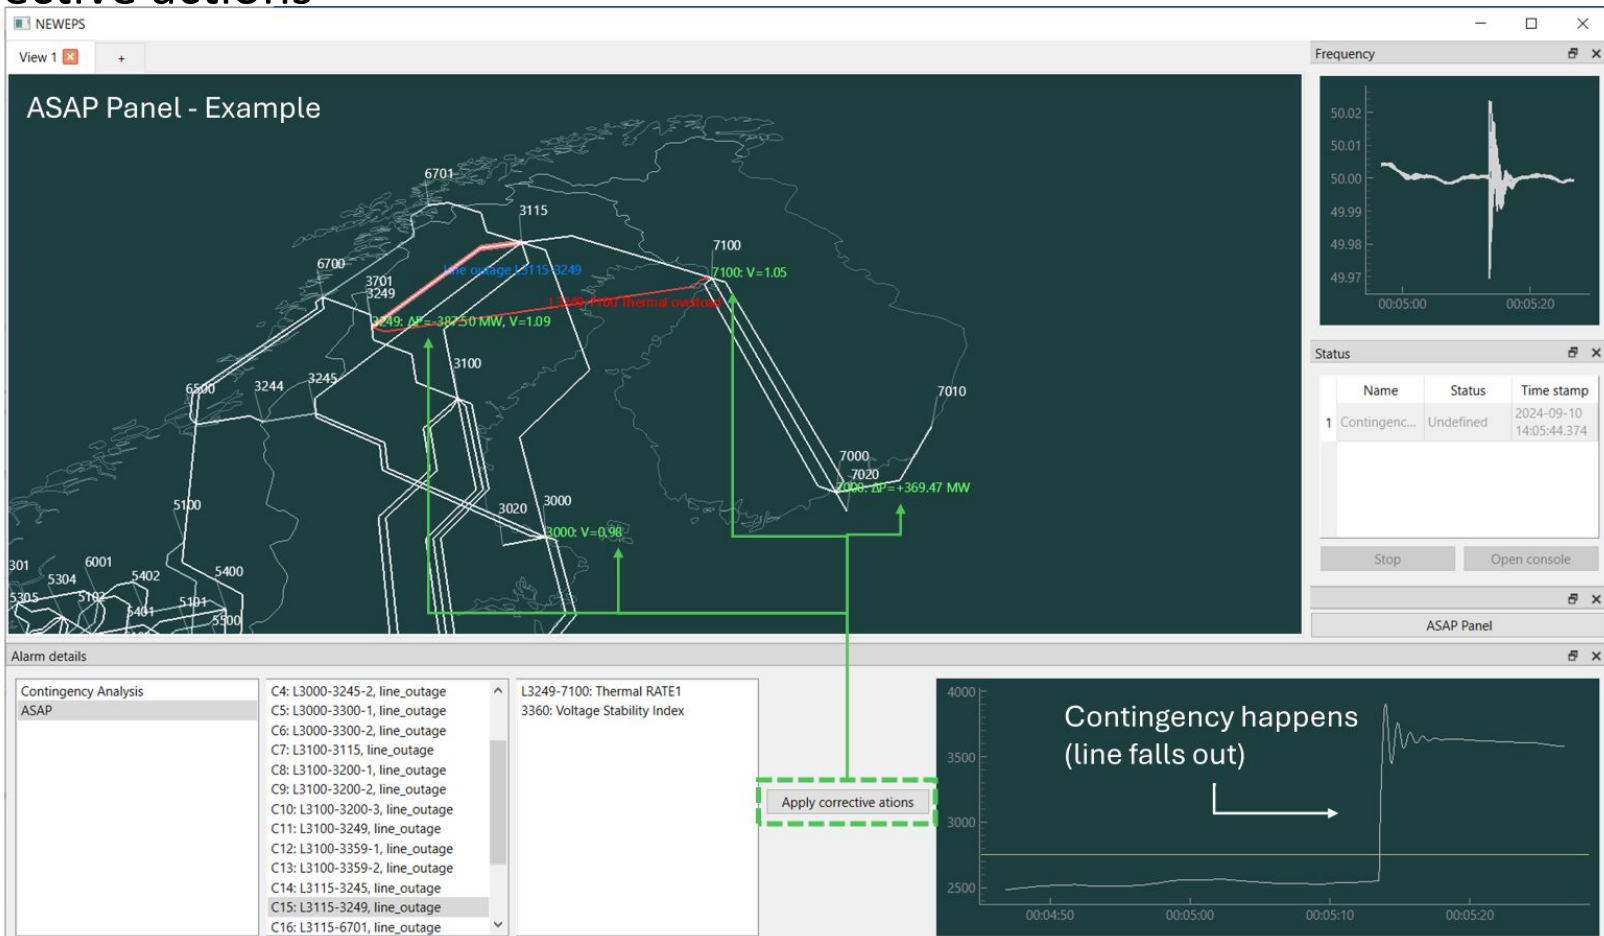 ective actions
NEWEPS
View 1
+
ASAP Panel - Example
6701
3115
7100
7100: V=1.05
line outage L3115-3249
6700
3701
3249
L3249-7100 Thermal overload
3249: ΔP=-387.50 MW, V=1.09
3100
6500
3244
3245
7010
7000
7020
7000: ΔP=+369.47 MW
5100
3020
3000
3000: V=0.98
301
6001
5304
5402
5400
5305
5102
5401
5101
5500
Frequency
50.02
50.01
50.00
49.99
49.98
49.97
00:05:00
00:05:20
Status
Name
Status
Time stamp
1
Contingenc...
Undefined
2024-09-10
14:05:44.374
Stop
Open console
ASAP Panel
Alarm details
Contingency Analysis
ASAP
C4: L3000-3245-2, line_outage
C5: L3000-3300-1, line_outage
C6: L3000-3300-2, line_outage
C7: L3100-3115, line_outage
C8: L3100-3200-1, line_outage
C9: L3100-3200-2, line_outage
C10: L3100-3200-3, line_outage
C11: L3100-3249, line_outage
C12: L3100-3359-1, line_outage
C13: L3100-3359-2, line_outage
C14: L3115-3245, line_outage
C15: L3115-3249, line_outage
C16: L3115-6701, line_outage
L3249-7100: Thermal RATE1
3360: Voltage Stability Index
Apply corrective ations
4000
3500
3000
2500
Contingency happens
(line falls out)
00:04:50
00:05:00
00:05:10
00:05:20